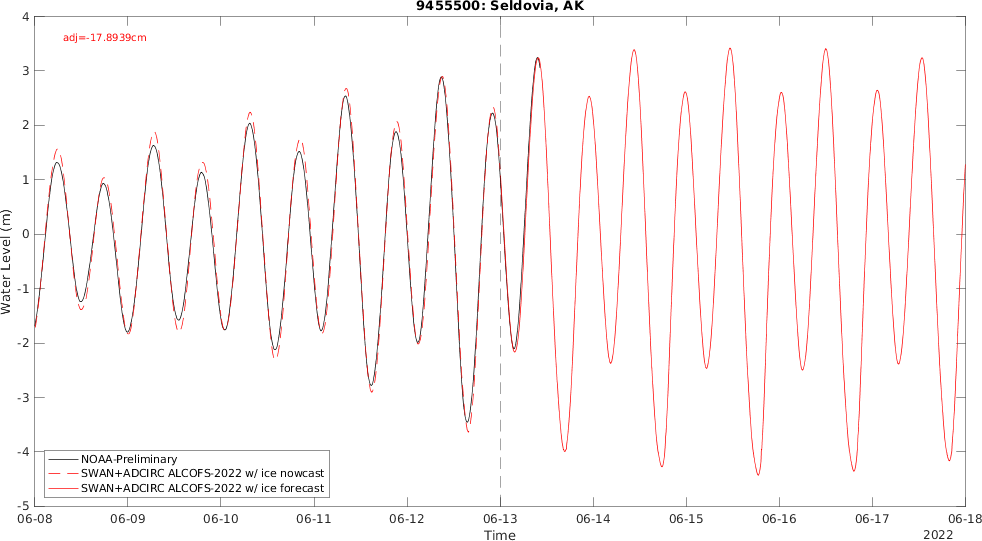 9455500: Seldovia, AK
adj=-17.8939cm
4
3
2
1
0
-1
-2
-3
-4
-5
Water Level (m)
NOAA-Preliminary
SWAN+ADCIRC ALCOFS-2022 w/ ice nowcast
SWAN+ADCIRC ALCOFS-2022 w/ ice forecast
06-08 06-09 06-10 06-11 06-12 06-13 06-14 06-15 06-16 06-17 06-18
Time
2022